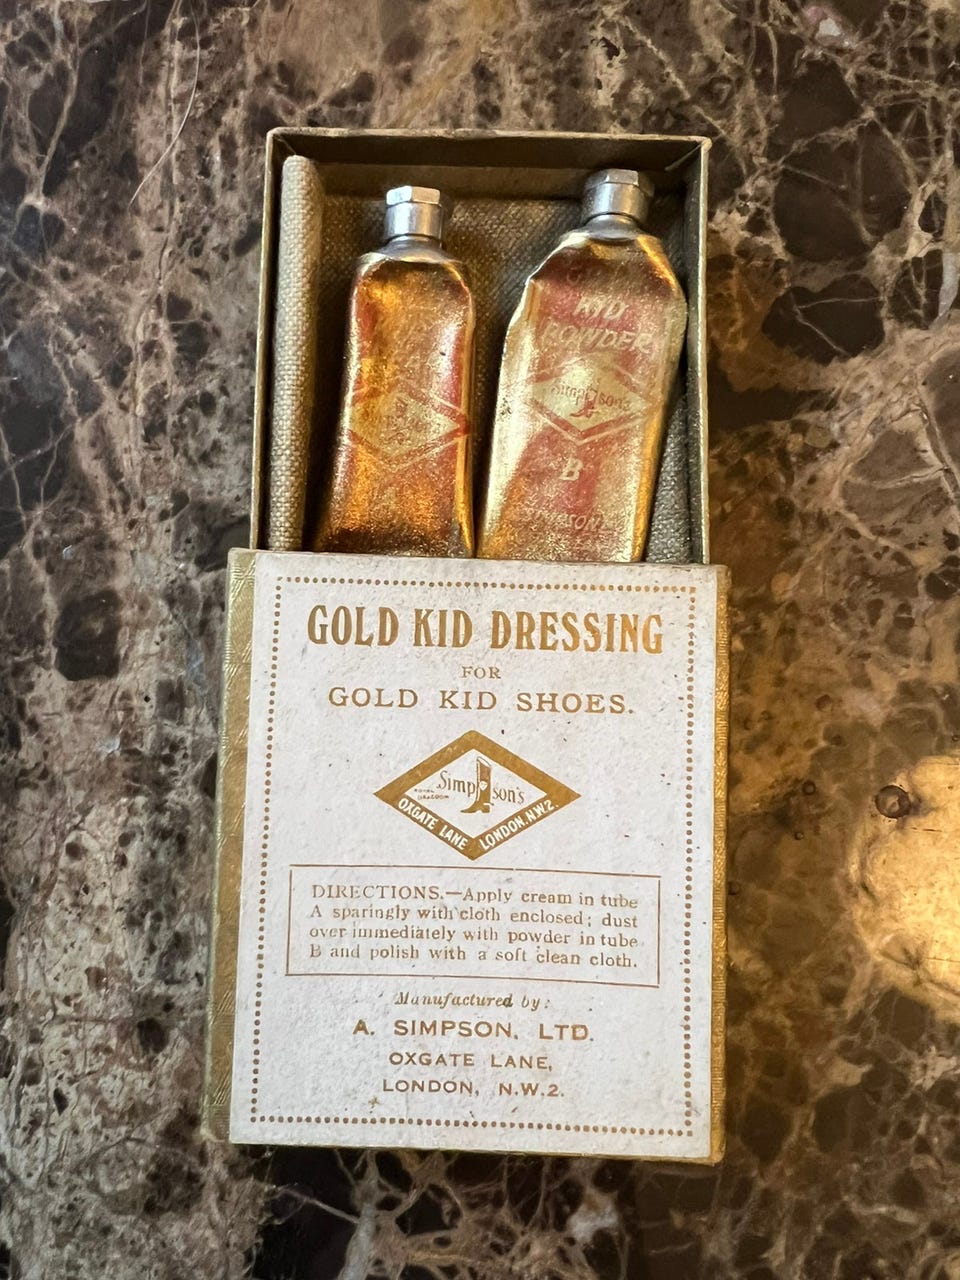 KID
POWDER
Simpson's
B
SIMPSON
GOLD KID DRESSING
FOR
GOLD KID SHOES.
Simpson's
OXGATE LANE LONDON. N.W.2
DIRECTIONS.—Apply cream in tube
A sparingly with cloth enclosed; dust
over immediately with powder in tube
B and polish with a soft clean cloth.
Manufactured by:
A. SIMPSON, LTD.
OXGATE LANE,
LONDON, N.W.2.